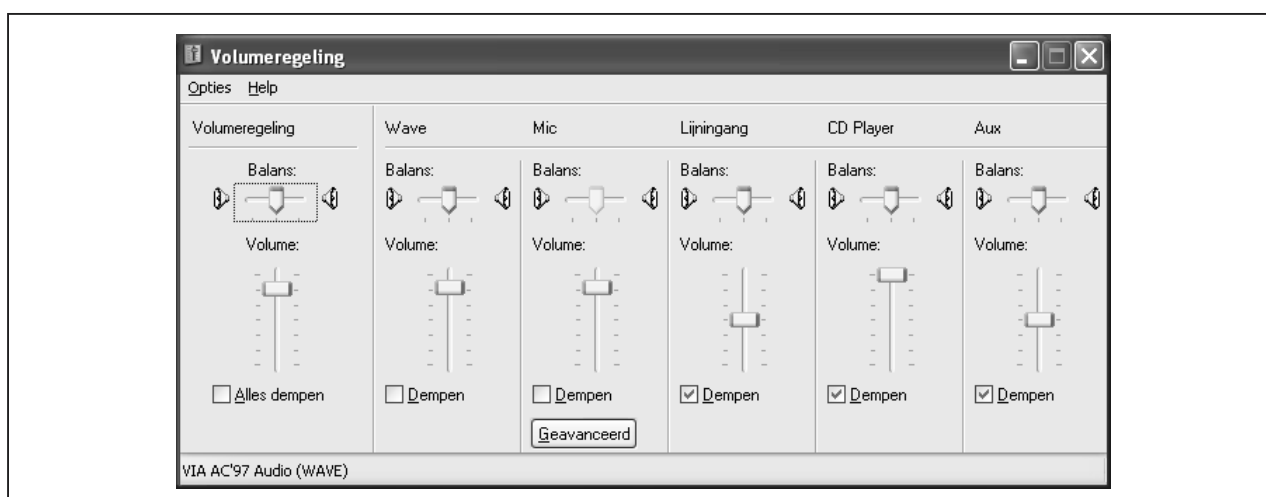 Volumeregeling
Opties Help
Volumeregeling Wave Mic Lijningang CD Player Aux
Balans: Balans: Balans: Balans: Balans: Balans:
Volume: Volume: Volume: Volume: Volume: Volume:
Alles dempen Dempen Dempen Dempen Dempen Dempen
Geavanceerd
VIA AC'97 Audio (WAVE)